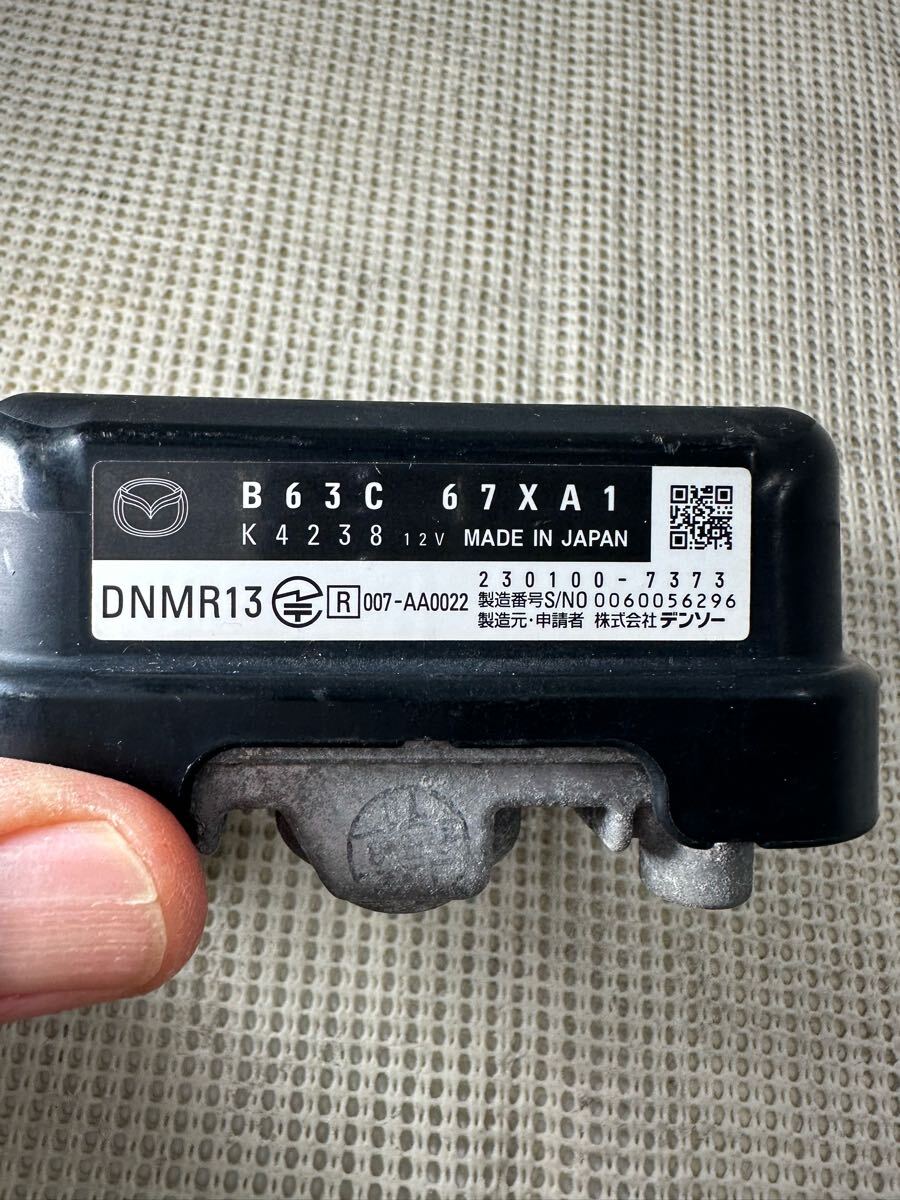 B63C 67XA1
K4238 12V MADE IN JAPAN
DNMR13 R 007-AA0022
230100-7373
製造番号S/NO 0060056296
製造元・申請者 株式会社 デンソー